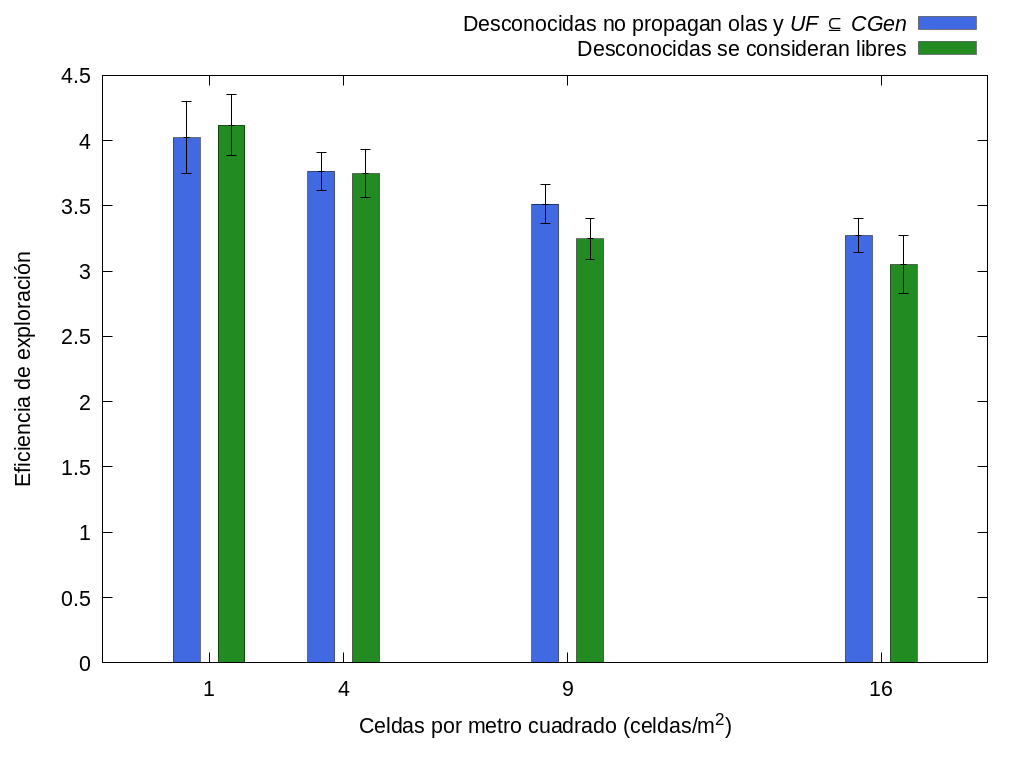 Desconocidas no propagan olas y UF ⊆ CGen
Desconocidas se consideran libres
4.5
4
3.5
3
2.5
2
1.5
1
0.5
0
Eficiencia de exploración
1 4 9 16
Celdas por metro cuadrado (celdas/m²)